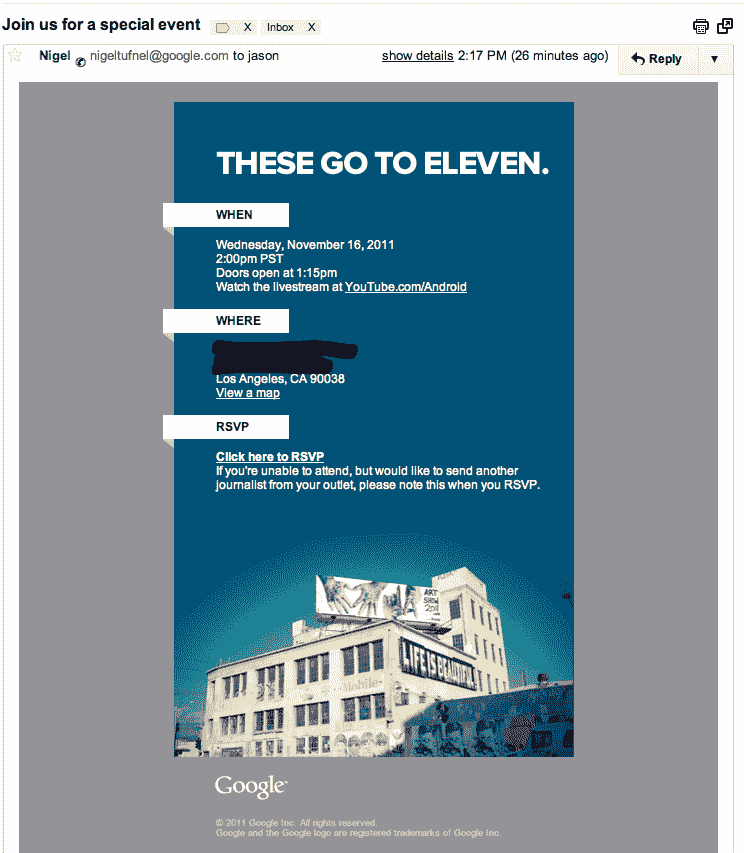 Join us for a special event X Inbox X
Nigel nigeltufnel@google.com to jason show details 2:17 PM (26 minutes ago) Reply
THESE GO TO ELEVEN.
WHEN
Wednesday, November 16, 2011
2:00pm PST
Doors open at 1:15pm
Watch the livestream at YouTube.com/Android
WHERE
Los Angeles, CA 90038
View a map
RSVP
Click here to RSVP
If you're unable to attend, but would like to send another
journalist from your outlet, please note this when you RSVP.
ART
SHOW
2011
LIFE IS BEAUTIFUL.
Mobile
Google
© 2011 Google Inc. All rights reserved.
Google and the Google logo are registered trademarks of Google Inc.